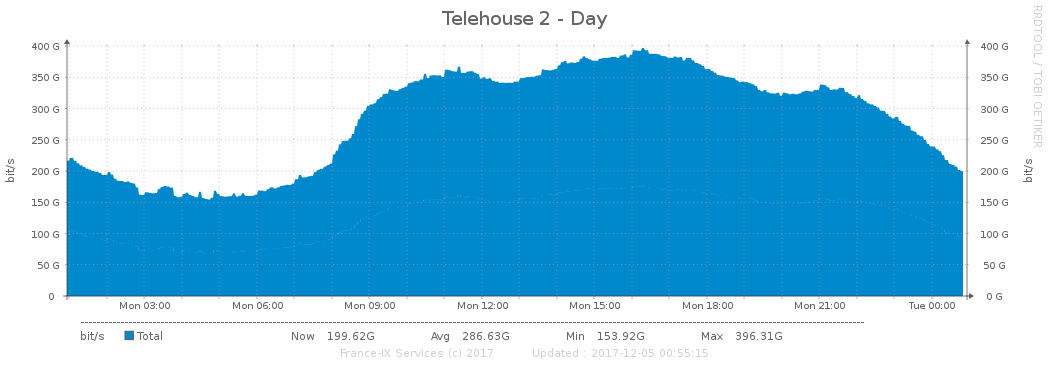 Telehouse 2 - Day
RRDTOOL / TOBI OETIKER
400 G 400 G
350 G 350 G
300 G 300 G
250 G 250 G
200 G 200 G
150 G 150 G
100 G 100 G
50 G 50 G
0 0 G
bit/s bit/s
Mon 03:00 Mon 06:00 Mon 09:00 Mon 12:00 Mon 15:00 Mon 18:00 Mon 21:00 Tue 00:00
bit/s Total Now 199.62G Avg 286.63G Min 153.92G Max 396.31G
France-IX Services (c) 2017 Updated : 2017-12-05 00:55:15